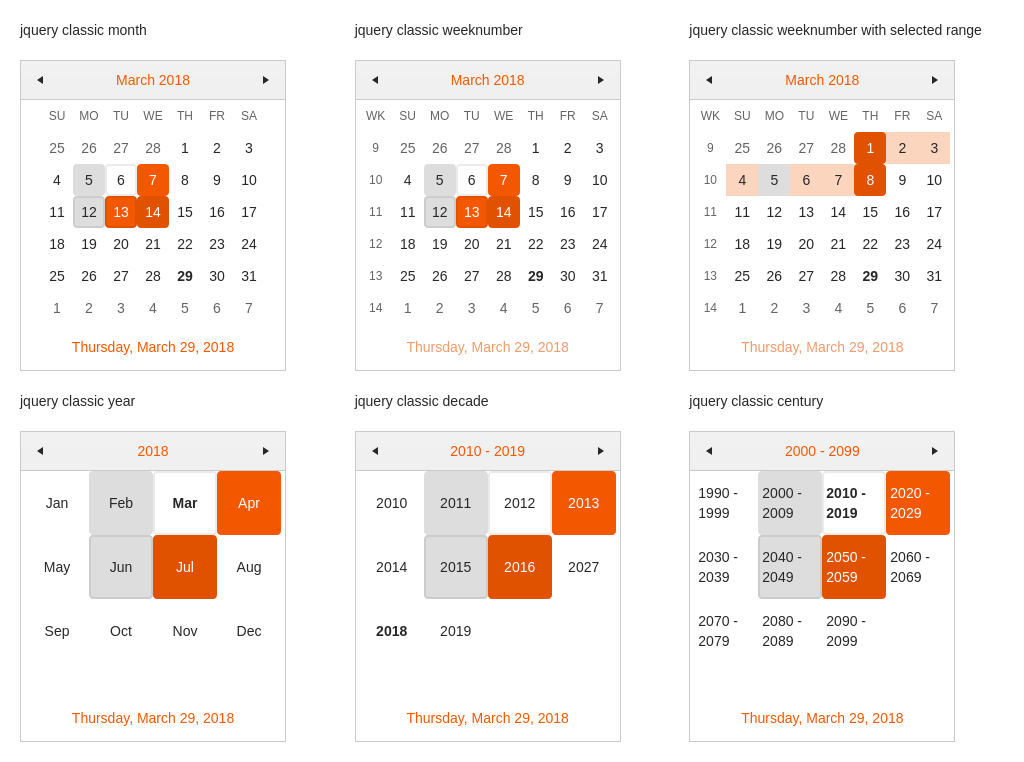 jquery classic month
March 2018
SU MO TU WE TH FR SA
25 26 27 28 1 2 3
4 5 6 7 8 9 10
11 12 13 14 15 16 17
18 19 20 21 22 23 24
25 26 27 28 29 30 31
1 2 3 4 5 6 7
Thursday, March 29, 2018
jquery classic weeknumber
March 2018
WK SU MO TU WE TH FR SA
9 25 26 27 28 1 2 3
10 4 5 6 7 8 9 10
11 11 12 13 14 15 16 17
12 18 19 20 21 22 23 24
13 25 26 27 28 29 30 31
14 1 2 3 4 5 6 7
Thursday, March 29, 2018
jquery classic weeknumber with selected range
March 2018
WK SU MO TU WE TH FR SA
9 25 26 27 28 1 2 3
10 4 5 6 7 8 9 10
11 11 12 13 14 15 16 17
12 18 19 20 21 22 23 24
13 25 26 27 28 29 30 31
14 1 2 3 4 5 6 7
Thursday, March 29, 2018
jquery classic year
2018
Jan Feb Mar Apr
May Jun Jul Aug
Sep Oct Nov Dec
Thursday, March 29, 2018
jquery classic decade
2010 - 2019
2010 2011 2012 2013
2014 2015 2016 2027
2018 2019
Thursday, March 29, 2018
jquery classic century
2000 - 2099
1990 - 2000 - 2010 - 2020 -
1999 2009 2019 2029
2030 - 2040 - 2050 - 2060 -
2039 2049 2059 2069
2070 - 2080 - 2090 -
2079 2089 2099
Thursday, March 29, 2018